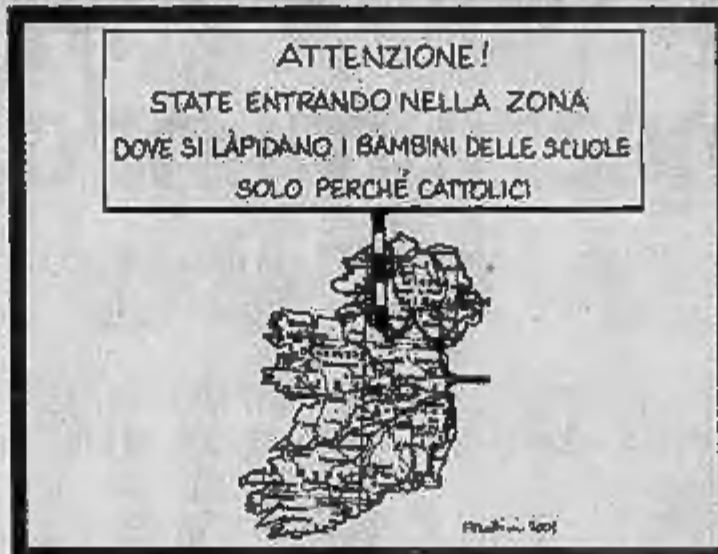 ATTENZIONE!
STATE ENTRANDO NELLA ZONA
DOVE SI LÀPIDANO I BAMBINI DELLE SCUOLE
SOLO PERCHÉ CATTOLICI